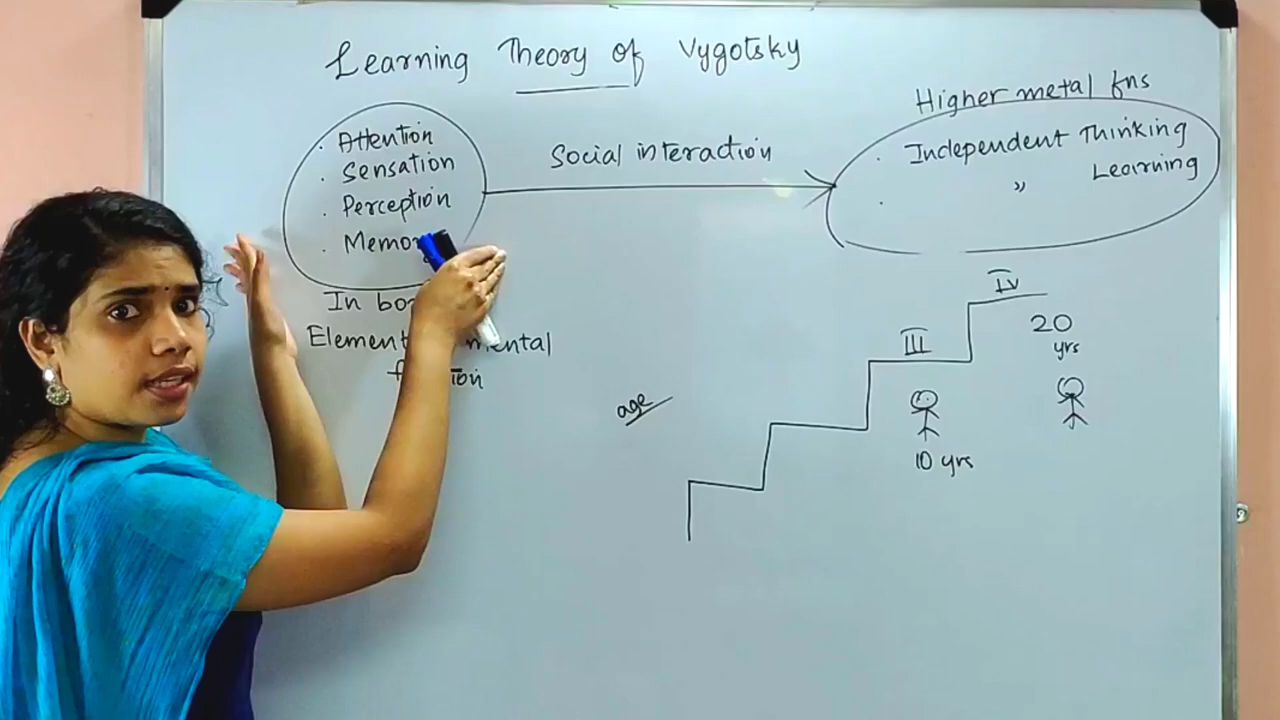 Learning Theory of Vygotsky
Higher metal fns
. Attention
. Sensation
. Perception
. Memory
Social interaction
. Independent Thinking
. " Learning
In
mental
age
III
10 yrs
IV
20
yrs